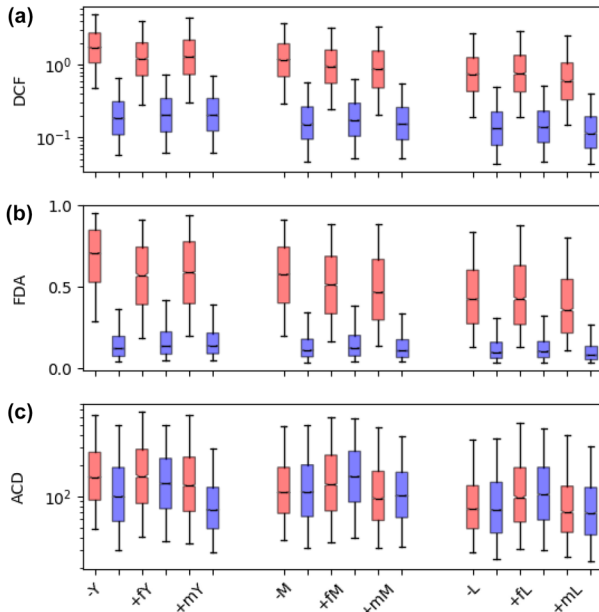 (a)
DCF
10⁰
10⁻¹
(b)
FDA
1.0
0.5
0.0
(c)
ACD
10²
-Y +fY +mY -M +fM +mM -L +fL +mL